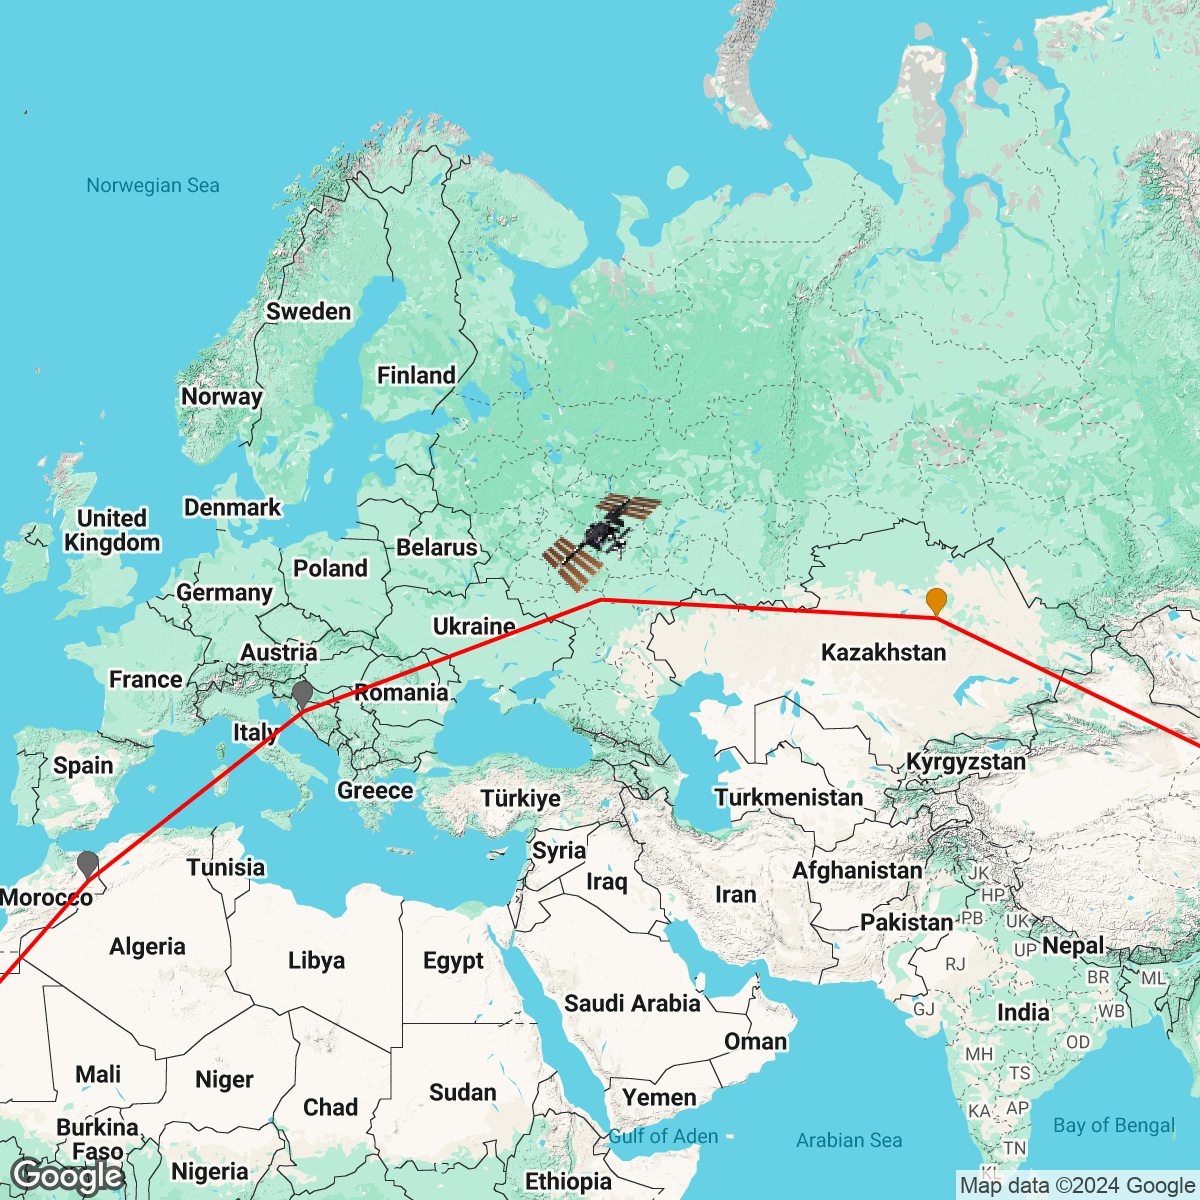 Norwegian Sea
Sweden
Finland
Norway
Denmark
United
Kingdom
Belarus
Poland
Germany
Ukraine
Austria
Kazakhstan
France
Romania
Italy
Spain
Kyrgyzstan
Greece
Türkiye
Turkmenistan
Syria
Tunisia
Afghanistan
Iraq
JK
Iran
HP
Morocco
Pakistan
PB
UK
Algeria
Nepal
UP
Libya
Egypt
RJ
BR
ML
Saudi Arabia
GJ
India
WB
Oman
OD
MH
Mali
Niger
TS
Sudan
Yemen
Chad
KA
AP
Burkina
Faso
Gulf of Aden
Arabian Sea
Bay of Bengal
TN
Nigeria
KL
Ethiopia
Google
Map data ©2024 Google